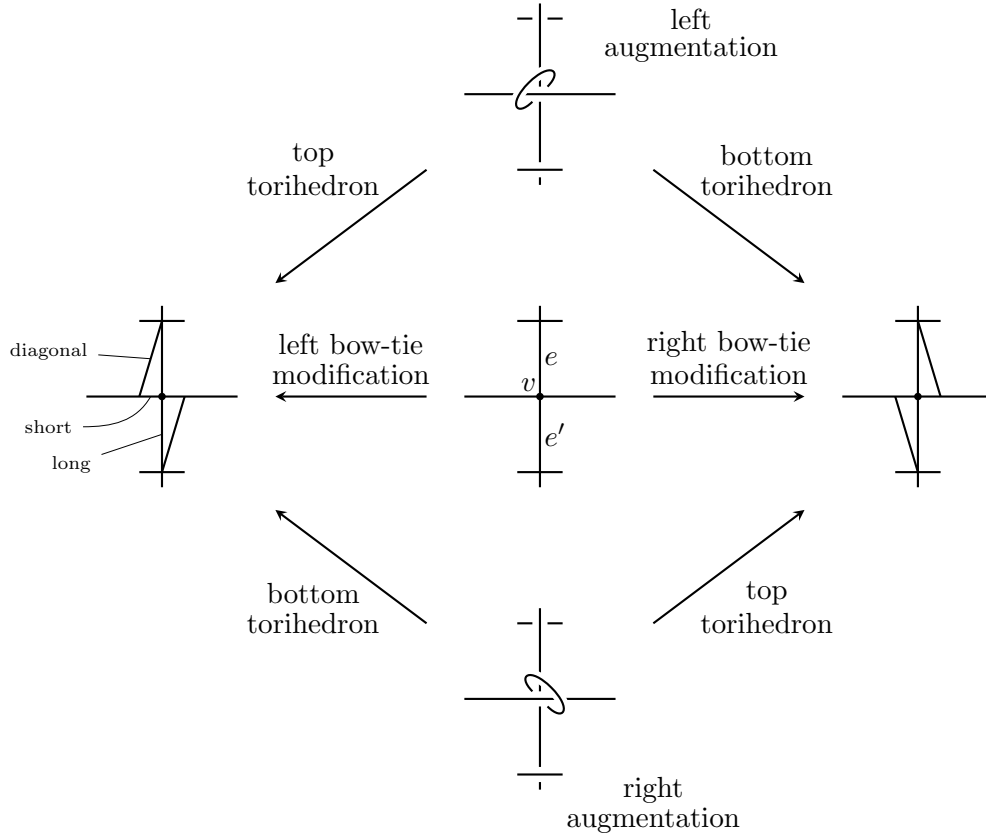 left
augmentation
top
torihedron
bottom
torihedron
left bow-tie
modification
e
v
e′
right bow-tie
modification
diagonal
short
long
bottom
torihedron
top
torihedron
right
augmentation